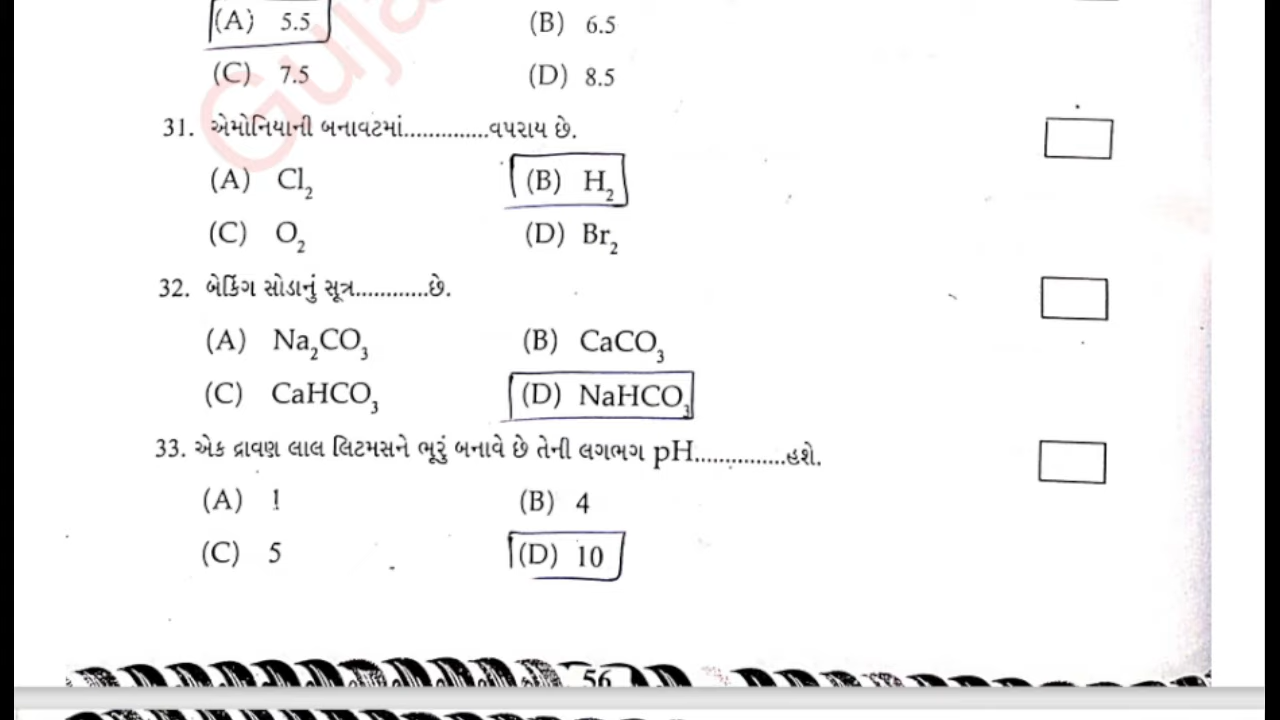 (A) 5.5 (B) 6.5
(C) 7.5 (D) 8.5
31. એમોનિયાની બનાવટમાં..............વપરાય છે.
(A) Cl₂ (B) H₂
(C) O₂ (D) Br₂
32. બેકિંગ સોડાનું સૂત્ર............છે.
(A) Na₂CO₃ (B) CaCO₃
(C) CaHCO₃ (D) NaHCO₃
33. એક દ્રાવણ લાલ લિટમસને ભૂરું બનાવે છે તેની લગભગ pH...............હશે.
(A) 1 (B) 4
(C) 5 (D) 10
56